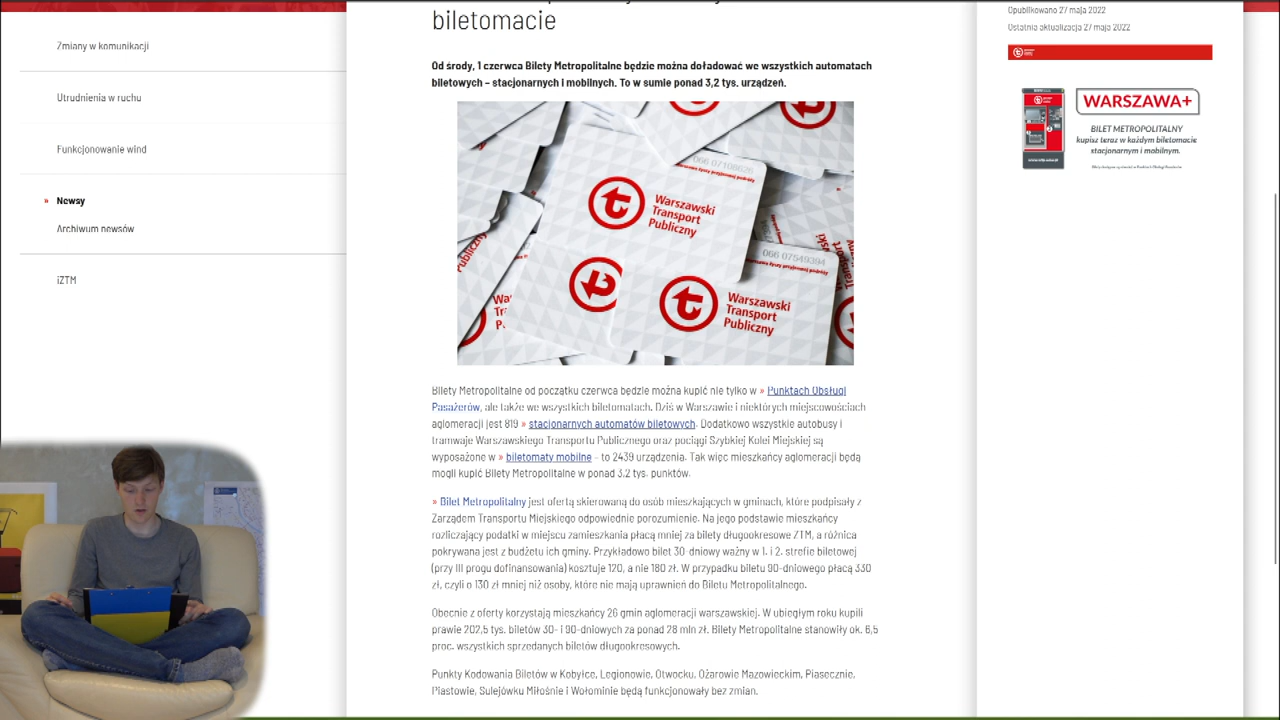 Zmiany w komunikacji
Utrudnienia w ruchu
Funkcjonowanie wind
» Newsy
Archiwum newsów
iZTM
biletomacie
Od środy, 1 czerwca Bilety Metropolitalne będzie można doładować we wszystkich automatach
biletowych – stacjonarnych i mobilnych. To w sumie ponad 3,2 tys. urządzeń.
066 07108626
Warszawski
Transport
Publiczny
066 07549394
Warszawski
Transport
Publiczny
Bilety Metropolitalne od początku czerwca będzie można kupić nie tylko w » Punktach Obsługi
Pasażerów, ale także we wszystkich biletomatach. Dziś w Warszawie i niektórych miejscowościach
aglomeracji jest 819 » stacjonarnych automatów biletowych. Dodatkowo wszystkie autobusy i
tramwaje Warszawskiego Transportu Publicznego oraz pociągi Szybkiej Kolei Miejskiej są
wyposażone w » biletomaty mobilne – to 2439 urządzenia. Tak więc mieszkańcy aglomeracji będą
mogli kupić Bilety Metropolitalne w ponad 3,2 tys. punktów.
» Bilet Metropolitalny jest ofertą skierowaną do osób mieszkających w gminach, które podpisały z
Zarządem Transportu Miejskiego odpowiednie porozumienie. Na jego podstawie mieszkańcy
rozliczający podatki w miejscu zamieszkania płacą mniej za bilety długookresowe ZTM, a różnica
pokrywana jest z budżetu ich gminy. Przykładowo bilet 30-dniowy ważny w 1. i 2. strefie biletowej
(przy III progu dofinansowania) kosztuje 120, a nie 180 zł. W przypadku biletu 90-dniowego płacą 330
zł, czyli o 130 zł mniej niż osoby, które nie mają uprawnień do Biletu Metropolitalnego.
Obecnie z oferty korzystają mieszkańcy 26 gmin aglomeracji warszawskiej. W ubiegłym roku kupili
prawie 202,5 tys. biletów 30- i 90-dniowych za ponad 28 mln zł. Bilety Metropolitalne stanowiły ok. 6,5
proc. wszystkich sprzedanych biletów długookresowych.
Punkty Kodowania Biletów w Kobyłce, Legionowie, Otwocku, Ożarowie Mazowieckim, Piasecznie,
Piastowie, Sulejówku Miłośnie i Wołominie będą funkcjonowały bez zmian.
Opublikowano 27 maja 2022
Ostatnia aktualizacja 27 maja 2022
WARSZAWA+
BILET METROPOLITALNY
kupisz teraz w każdym biletomacie
stacjonarnym i mobilnym.